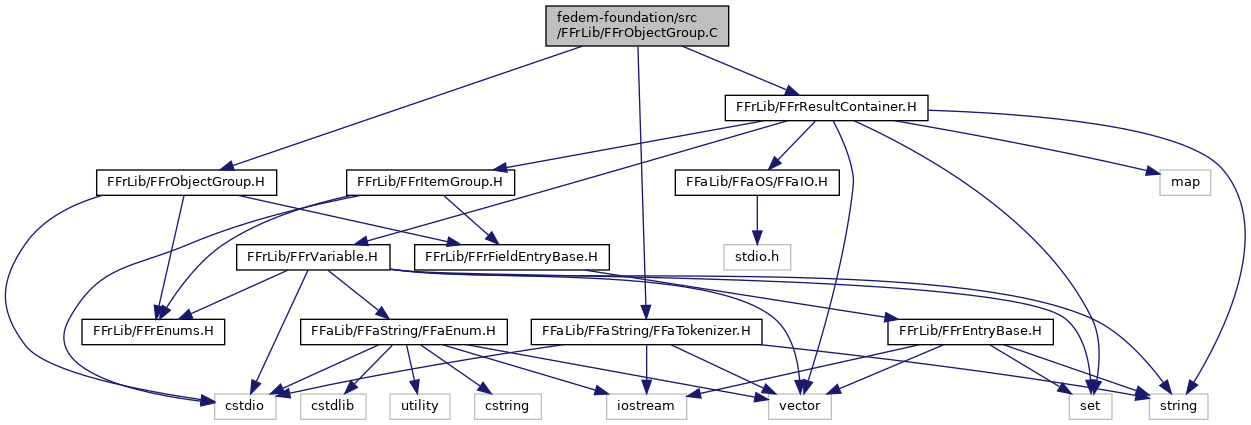 fedem-foundation/src
/FFrLib/FFrObjectGroup.C
FFrLib/FFrResultContainer.H
FFrLib/FFrObjectGroup.H
FFrLib/FFrItemGroup.H
FFaLib/FFaOS/FFaIO.H
map
FFrLib/FFrVariable.H
FFrLib/FFrFieldEntryBase.H
stdio.h
FFrLib/FFrEnums.H
FFaLib/FFaString/FFaEnum.H
FFaLib/FFaString/FFaTokenizer.H
FFrLib/FFrEntryBase.H
cstdio
cstdlib
utility
cstring
iostream
vector
set
string